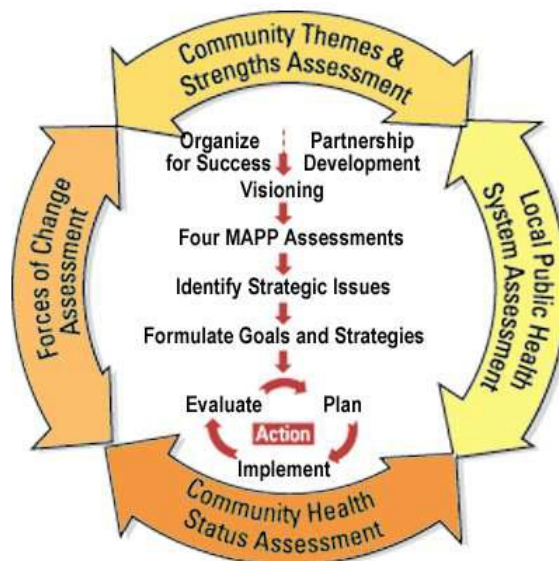 Community Themes &
Strengths Assessment
Organize
for Success
Partnership
Development
Visioning
Four MAPP Assessments
Identify Strategic Issues
Formulate Goals and Strategies
Evaluate
Plan
Action
Implement
Forces of Change
Assessment
Local Public Health
System Assessment
Community Health
Status Assessment